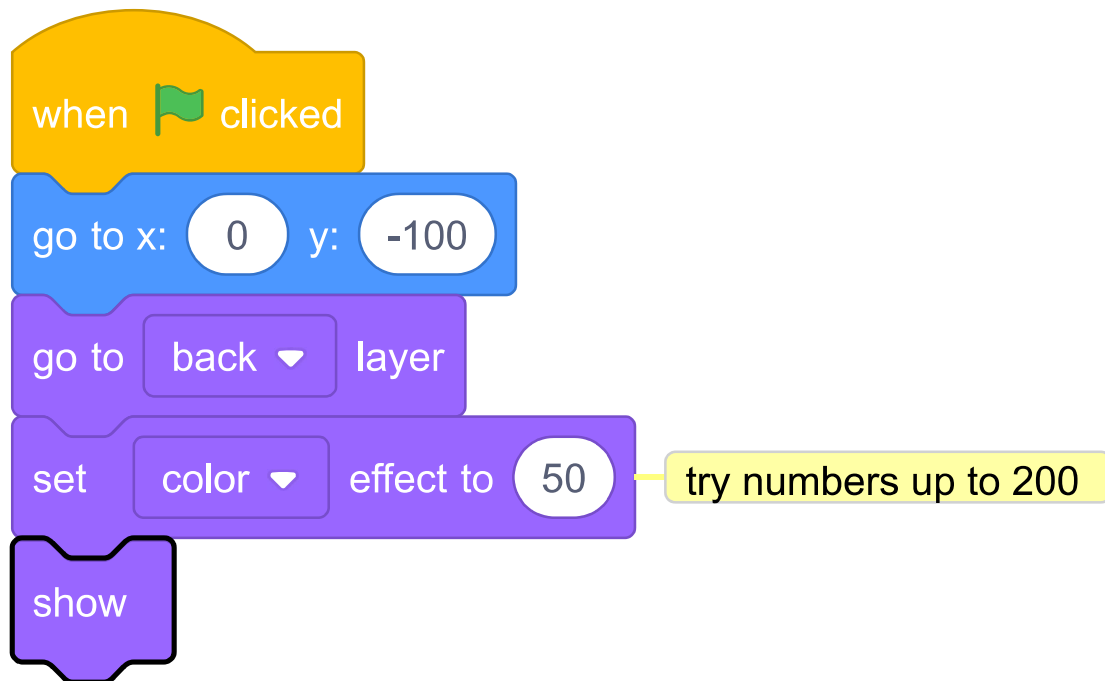 when clicked
go to x: 0 y: -100
go to back layer
set color effect to 50
try numbers up to 200
show